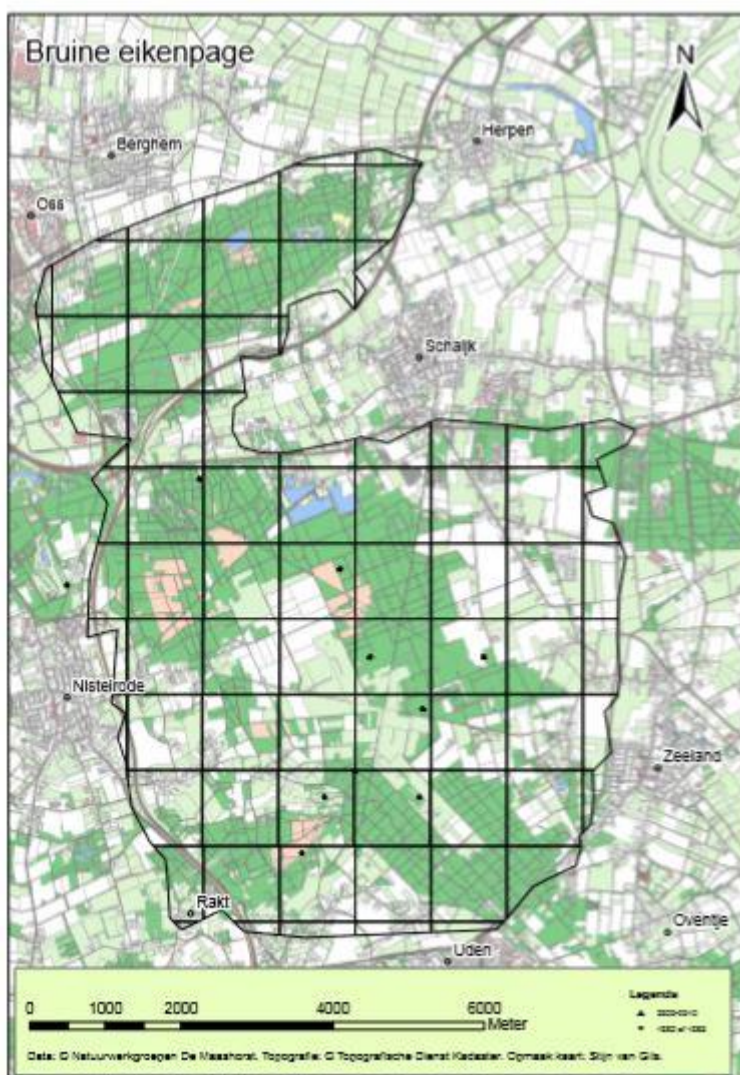 Bruine eikenpage
N
Herpen
Berghem
Oss
Schaijk
Nistelrode
Zeeland
Rakt
Oventje
Uden
0 1000 2000 4000 6000
Meter
Legenda
Data: © Natuurwerkgroepen De Maashorst. Topografie: © Topografische Dienst Kadaster. Opmaak kaart: Stijn van Gils.